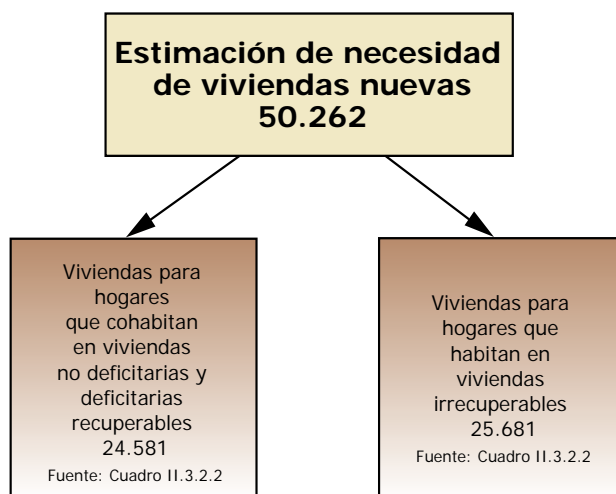 Estimación de necesidad
de viviendas nuevas
50.262
Viviendas para
hogares
que cohabitan
en viviendas
no deficitarias y
deficitarias
recuperables
24.581
Fuente: Cuadro II.3.2.2
Viviendas para
hogares que
habitan en
viviendas
irrecuperables
25.681
Fuente: Cuadro II.3.2.2